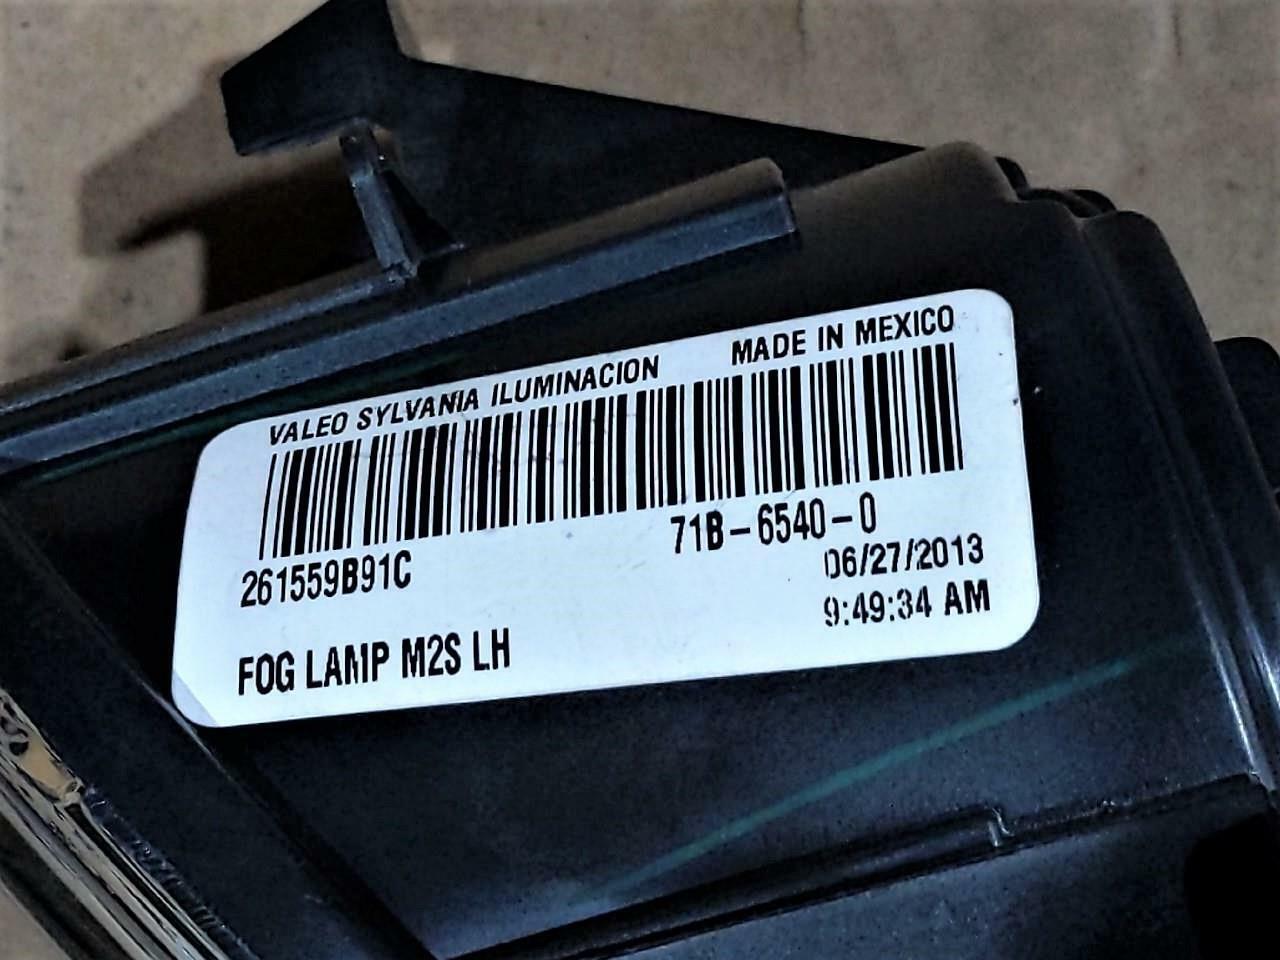 VALEO SYLVANIA ILUMINACION MADE IN MEXICO
261559B91C 71B-6540-0
06/27/2013
9:49:34 AM
FOG LAMP M2S LH